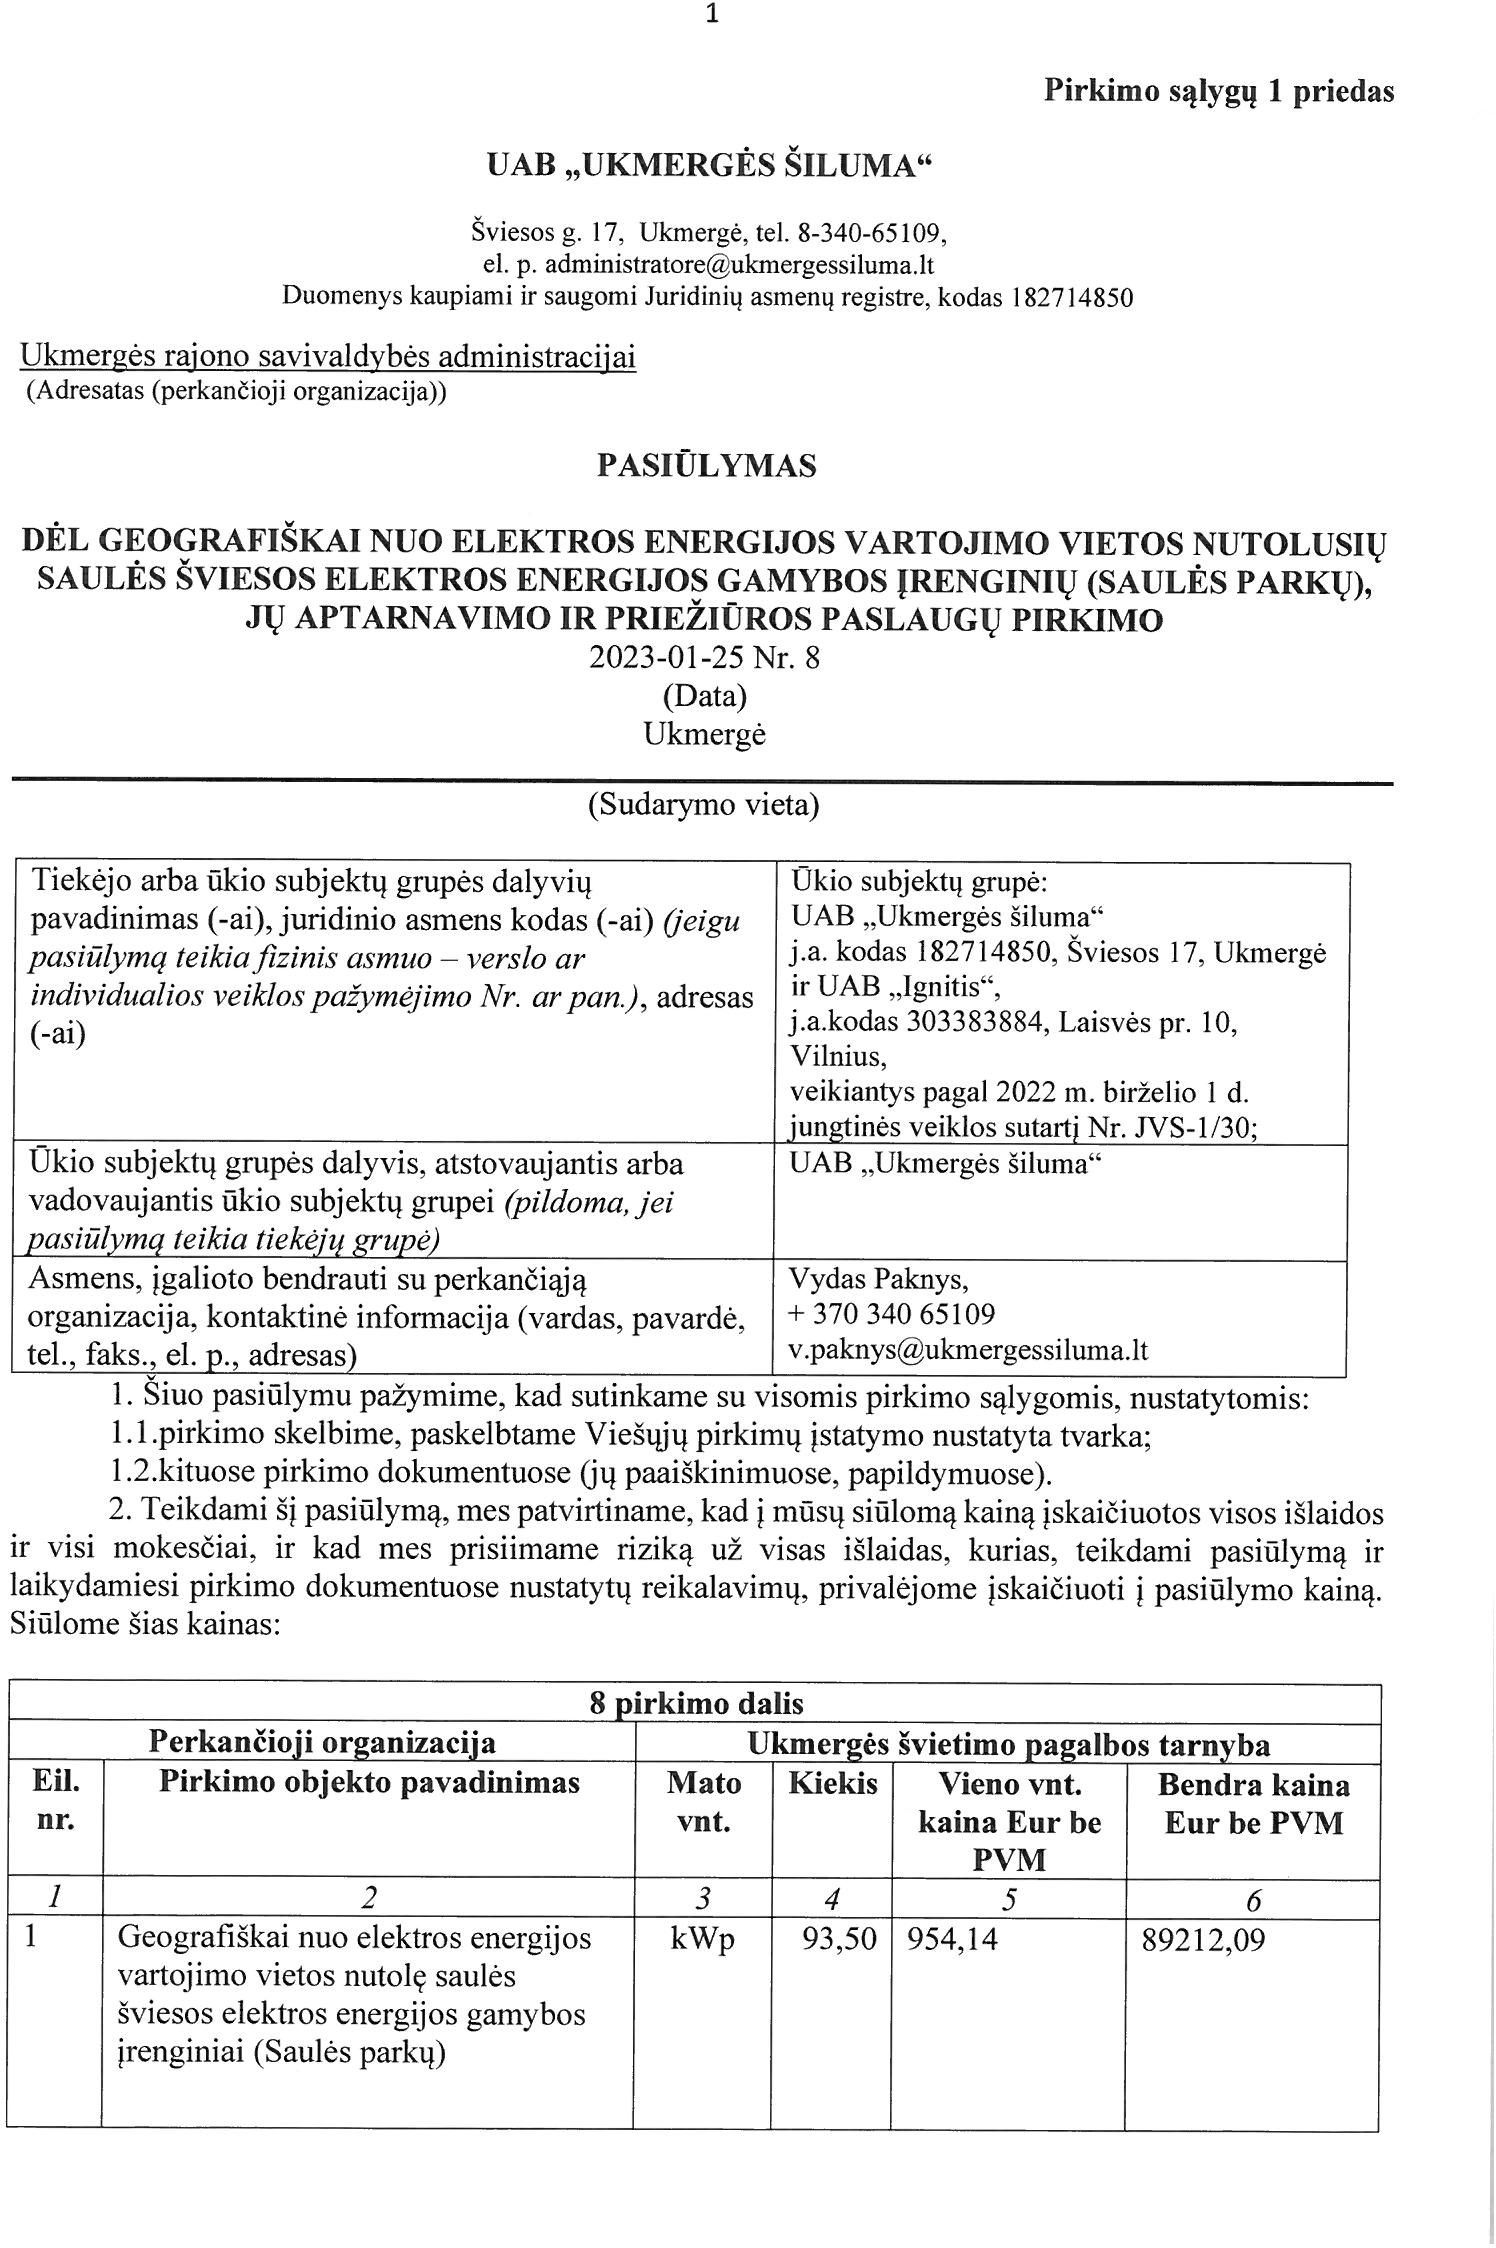 1
Pirkimo sąlygų 1 priedas
UAB „UKMERGĖS ŠILUMA“
Šviesos g. 17, Ukmergė, tel. 8-340-65109,
el. p. administratore@ukmergessiluma.lt
Duomenys kaupiami ir saugomi Juridinių asmenų registre, kodas 182714850
Ukmergės rajono savivaldybės administracijai
(Adresatas (perkančioji organizacija))
PASIŪLYMAS
DĖL GEOGRAFIŠKAI NUO ELEKTROS ENERGIJOS VARTOJIMO VIETOS NUTOLUSIŲ
SAULĖS ŠVIESOS ELEKTROS ENERGIJOS GAMYBOS ĮRENGINIŲ (SAULĖS PARKŲ),
JŲ APTARNAVIMO IR PRIEŽIŪROS PASLAUGŲ PIRKIMO
2023-01-25 Nr. 8
(Data)
Ukmergė
(Sudarymo vieta)
Tiekėjo arba ūkio subjektų grupės dalyvių
pavadinimas (-ai), juridinio asmens kodas (-ai) (jeigu
pasiūlymą teikia fizinis asmuo – verslo ar
individualios veiklos pažymėjimo Nr. ar pan.), adresas
(-ai)
Ūkio subjektų grupė:
UAB „Ukmergės šiluma“
j.a. kodas 182714850, Šviesos 17, Ukmergė
ir UAB „Ignitis“,
j.a.kodas 303383884, Laisvės pr. 10,
Vilnius,
veikiantys pagal 2022 m. birželio 1 d.
jungtinės veiklos sutartį Nr. JVS-1/30;
Ūkio subjektų grupės dalyvis, atstovaujantis arba
vadovaujantis ūkio subjektų grupei (pildoma, jei
pasiūlymą teikia tiekėjų grupė)
UAB „Ukmergės šiluma“
Asmens, įgalioto bendrauti su perkančiąją
organizacija, kontaktinė informacija (vardas, pavardė,
tel., faks., el. p., adresas)
Vydas Paknys,
+ 370 340 65109
v.paknys@ukmergessiluma.lt
1. Šiuo pasiūlymu pažymime, kad sutinkame su visomis pirkimo sąlygomis, nustatytomis:
1.1.pirkimo skelbime, paskelbtame Viešųjų pirkimų įstatymo nustatyta tvarka;
1.2.kituose pirkimo dokumentuose (jų paaiškinimuose, papildymuose).
2. Teikdami šį pasiūlymą, mes patvirtiname, kad į mūsų siūlomą kainą įskaičiuotos visos išlaidos
ir visi mokesčiai, ir kad mes prisiimame riziką už visas išlaidas, kurias, teikdami pasiūlymą ir
laikydamiesi pirkimo dokumentuose nustatytų reikalavimų, privalėjome įskaičiuoti į pasiūlymo kainą.
Siūlome šias kainas:
8 pirkimo dalis
Perkančioji organizacija
Ukmergės švietimo pagalbos tarnyba
Eil.
nr.
Pirkimo objekto pavadinimas
Mato
vnt.
Kiekis
Vieno vnt.
kaina Eur be
PVM
Bendra kaina
Eur be PVM
1
2
3
4
5
6
1
Geografiškai nuo elektros energijos
vartojimo vietos nutolę saulės
šviesos elektros energijos gamybos
įrenginiai (Saulės parkų)
kWp
93,50
954,14
89212,09